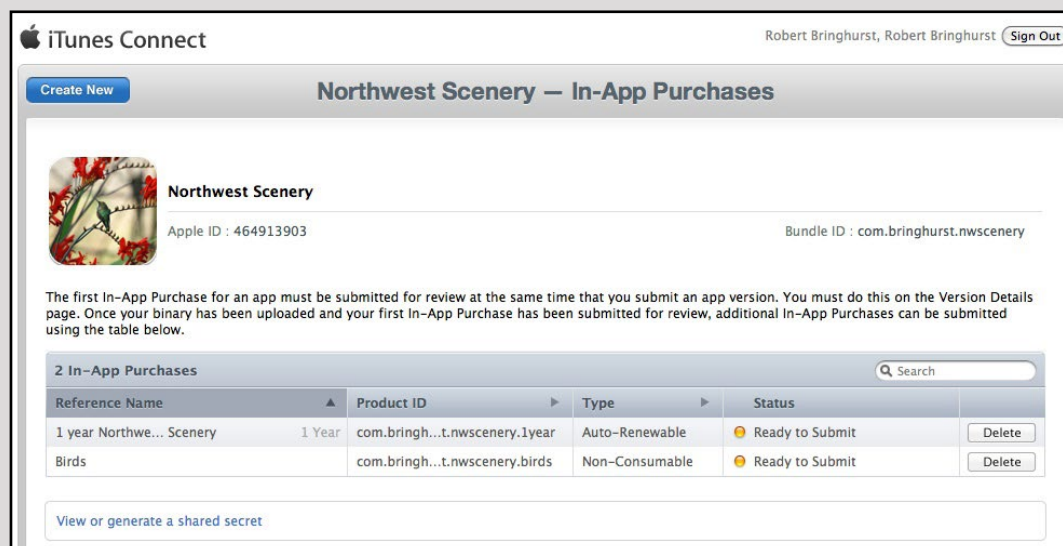 iTunes Connect
Robert Bringhurst, Robert Bringhurst Sign Out
Create New
Northwest Scenery — In-App Purchases
Northwest Scenery
Apple ID : 464913903
Bundle ID : com.bringhurst.nwscenery
The first In-App Purchase for an app must be submitted for review at the same time that you submit an app version. You must do this on the Version Details
page. Once your binary has been uploaded and your first In-App Purchase has been submitted for review, additional In-App Purchases can be submitted
using the table below.
2 In-App Purchases
Search
Reference Name Product ID Type Status
1 year Northwe... Scenery 1 Year com.bringh...t.nwscenery.1year Auto-Renewable Ready to Submit Delete
Birds com.bringh...t.nwscenery.birds Non-Consumable Ready to Submit Delete
View or generate a shared secret